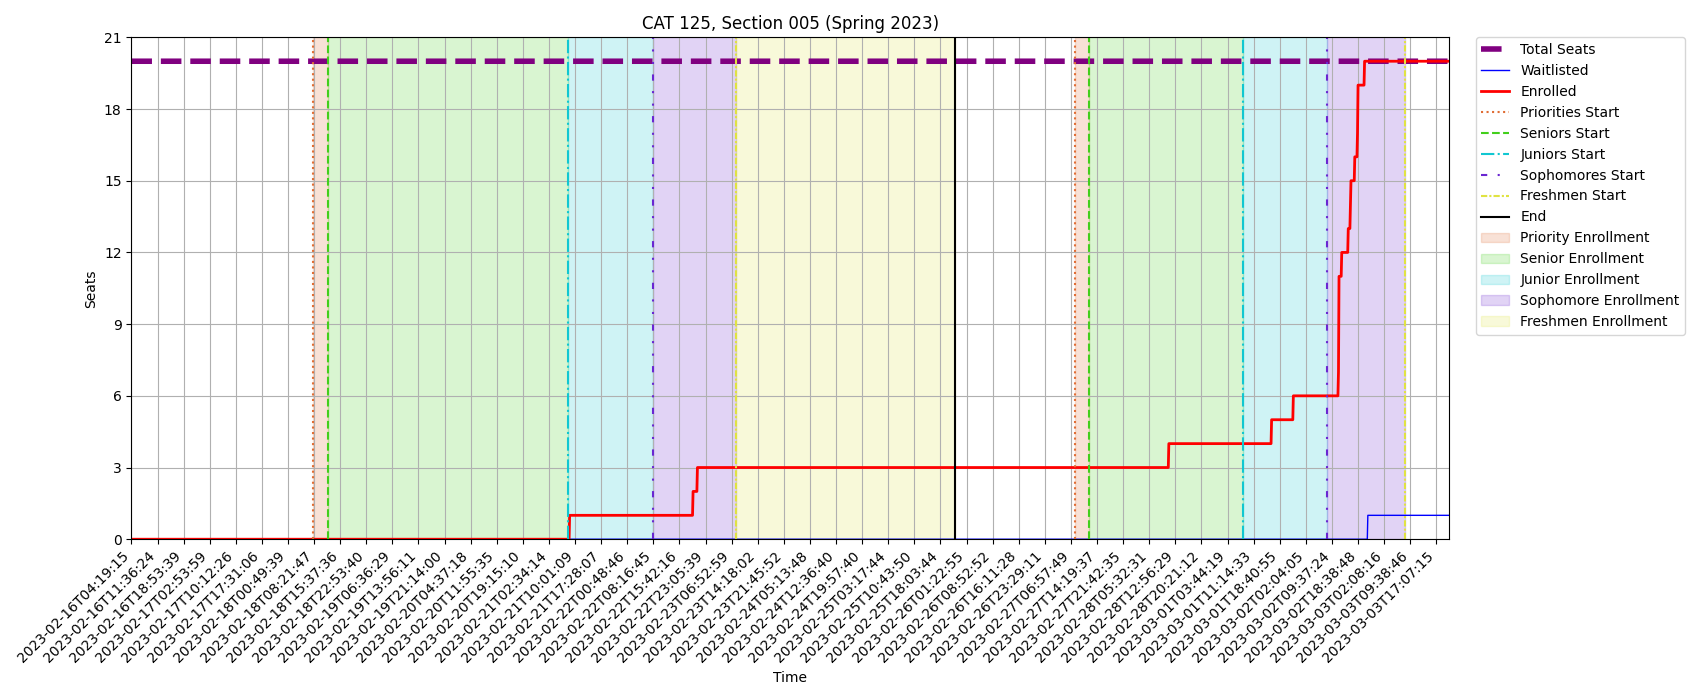 CAT 125, Section 005 (Spring 2023)
21
18
15
12
9
6
3
0
Seats
2023-02-16T04:19:15
2023-02-16T11:36:24
2023-02-16T18:53:39
2023-02-17T02:53:59
2023-02-17T10:12:26
2023-02-17T17:31:06
2023-02-18T00:49:39
2023-02-18T08:21:47
2023-02-18T15:37:36
2023-02-18T22:53:40
2023-02-19T06:36:29
2023-02-19T13:56:11
2023-02-19T21:14:00
2023-02-20T04:37:18
2023-02-20T11:55:35
2023-02-20T19:15:10
2023-02-21T02:34:14
2023-02-21T10:01:09
2023-02-21T17:28:07
2023-02-22T00:48:46
2023-02-22T08:16:45
2023-02-22T15:42:16
2023-02-22T23:05:39
2023-02-23T06:52:59
2023-02-23T14:18:02
2023-02-23T21:45:52
2023-02-24T05:13:48
2023-02-24T12:36:40
2023-02-24T19:57:40
2023-02-25T03:17:44
2023-02-25T10:43:50
2023-02-25T18:03:44
2023-02-26T01:22:55
2023-02-26T08:52:52
2023-02-26T16:11:28
2023-02-26T23:29:11
2023-02-27T06:57:49
2023-02-27T14:19:37
2023-02-27T21:42:35
2023-02-28T05:32:31
2023-02-28T12:56:29
2023-02-28T20:21:12
2023-03-01T03:44:19
2023-03-01T11:14:33
2023-03-01T18:40:55
2023-03-02T02:04:05
2023-03-02T09:37:24
2023-03-02T18:38:48
2023-03-03T02:08:16
2023-03-03T09:38:46
2023-03-03T17:07:15
Time
Total Seats
Waitlisted
Enrolled
Priorities Start
Seniors Start
Juniors Start
Sophomores Start
Freshmen Start
End
Priority Enrollment
Senior Enrollment
Junior Enrollment
Sophomore Enrollment
Freshmen Enrollment